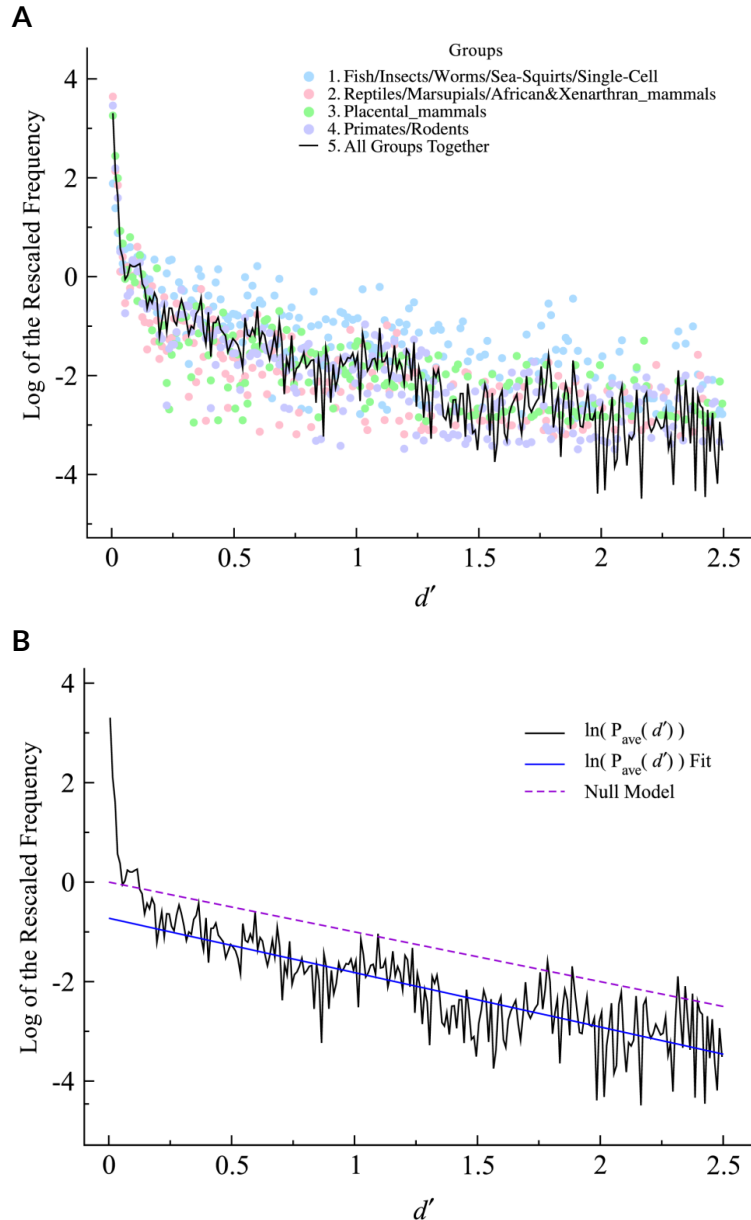 A
Groups
1. Fish/Insects/Worms/Sea-Squirts/Single-Cell
2. Reptiles/Marsupials/African&Xenarthran_mammals
3. Placental_mammals
4. Primates/Rodents
5. All Groups Together
Log of the Rescaled Frequency
4
2
0
-2
-4
0 0.5 1 1.5 2 2.5
d′
B
ln( P_ave( d′) )
ln( P_ave( d′) ) Fit
Null Model
Log of the Rescaled Frequency
4
2
0
-2
-4
0 0.5 1 1.5 2 2.5
d′